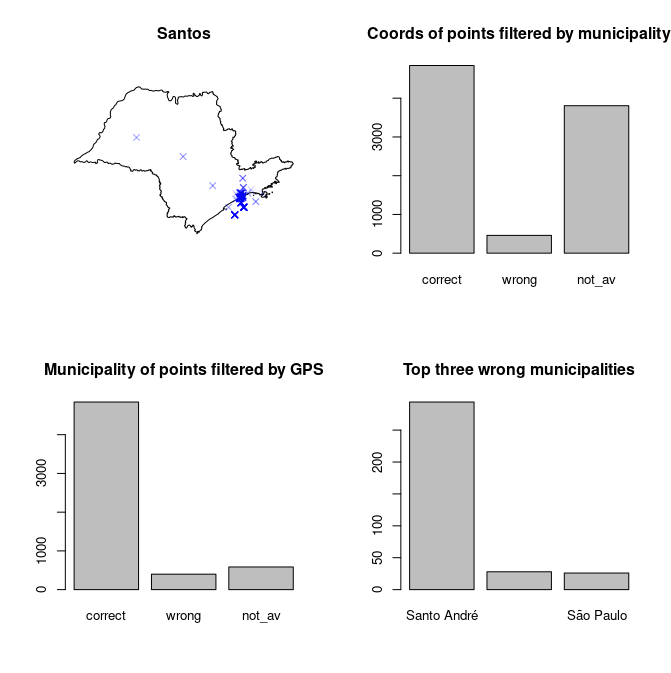 Santos
Coords of points filtered by municipality
0
1000
3000
correct wrong not_av
Municipality of points filtered by GPS
0
1000
3000
correct wrong not_av
Top three wrong municipalities
0
50
100
200
Santo André São Paulo